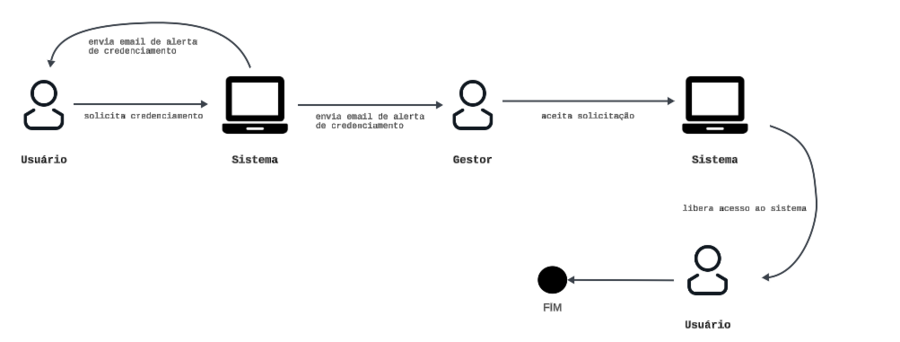 envia email de alerta
de credenciamento
solicita credenciamento
envia email de alerta
de credenciamento
aceita solicitação
Usuário
Sistema
Gestor
Sistema
libera acesso ao sistema
FIM
Usuário